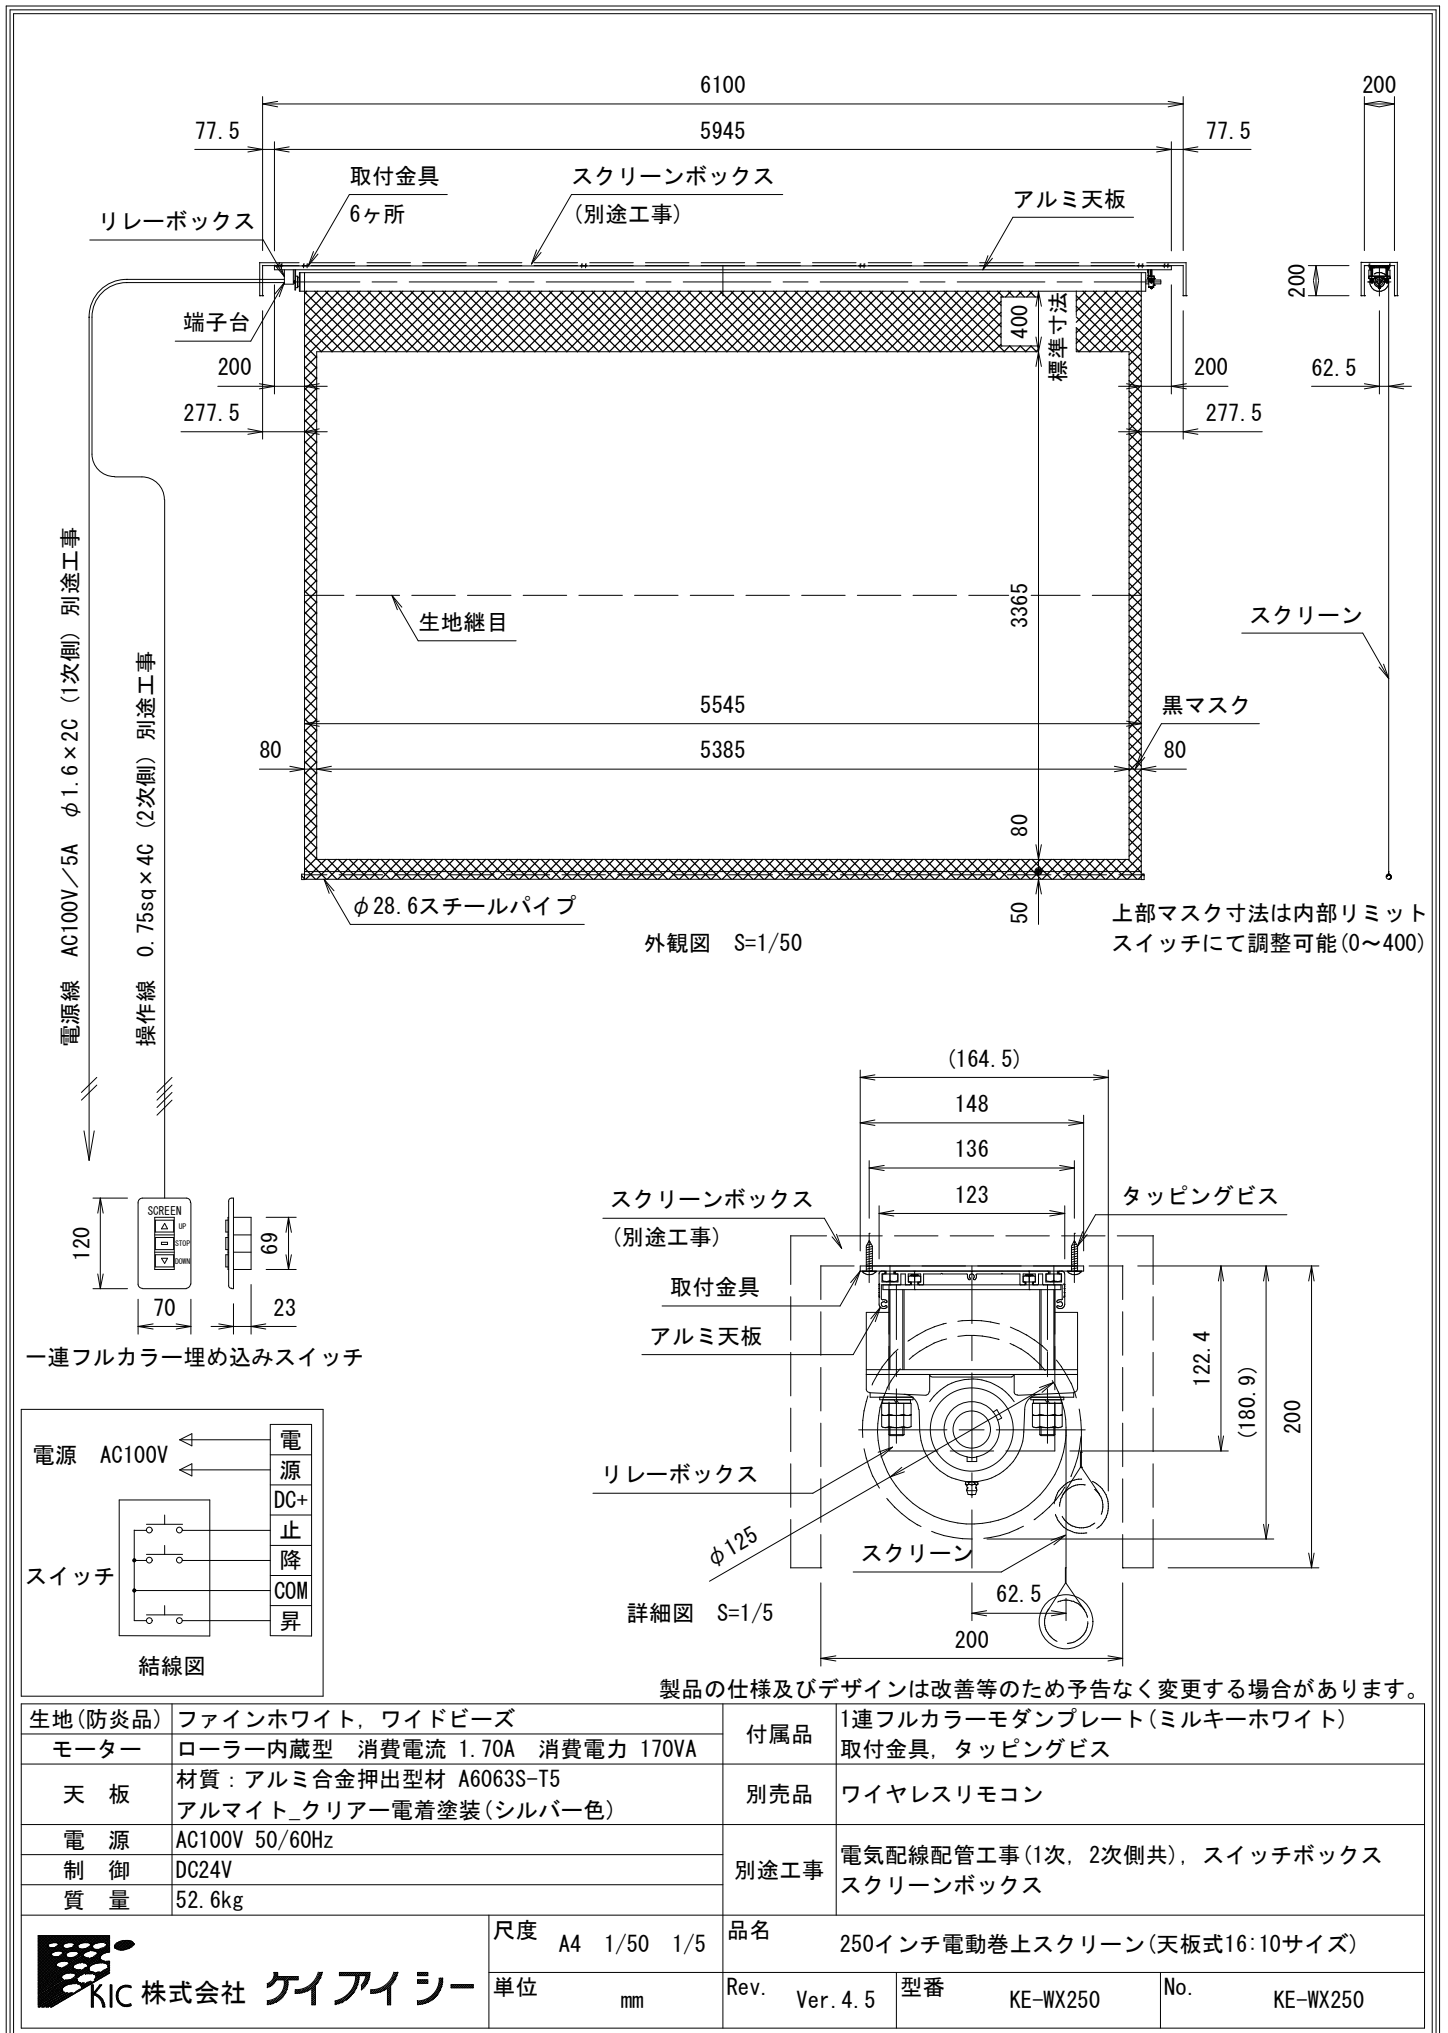 6100
200
77.5
5945
77.5
取付金具
6ヶ所
スクリーンボックス
(別途工事)
アルミ天板
リレーボックス
端子台
400
標準寸法
200
200
200
62.5
277.5
277.5
3365
生地継目
スクリーン
5545
黒マスク
80
5385
80
80
50
φ28.6スチールパイプ
外観図 S=1/50
上部マスク寸法は内部リミット
スイッチにて調整可能(0～400)
電源線 AC100V／5A φ1.6×2C (1次側) 別途工事
操作線 0.75sq×4C (2次側) 別途工事
SCREEN
UP
STOP
DOWN
120
70
69
23
一連フルカラー埋め込みスイッチ
(164.5)
148
136
123
スクリーンボックス
(別途工事)
タッピングビス
取付金具
アルミ天板
122.4
(180.9)
200
リレーボックス
φ125
スクリーン
62.5
200
詳細図 S=1/5
電源 AC100V
電
源
DC+
止
降
COM
昇
スイッチ
結線図
製品の仕様及びデザインは改善等のため予告なく変更する場合があります。
生地(防炎品) ファインホワイト, ワイドビーズ
モーター ローラー内蔵型 消費電流 1.70A 消費電力 170VA
天 板 材質：アルミ合金押出型材 A6063S-T5
アルマイト_クリアー電着塗装(シルバー色)
電 源 AC100V 50/60Hz
制 御 DC24V
質 量 52.6kg
付属品 1連フルカラーモダンプレート(ミルキーホワイト)
取付金具, タッピングビス
別売品 ワイヤレスリモコン
別途工事 電気配線配管工事(1次, 2次側共), スイッチボックス
スクリーンボックス
KIC 株式会社 ケイアイシー
尺度 A4 1/50 1/5
単位 mm
品名 250インチ電動巻上スクリーン(天板式16:10サイズ)
Rev. Ver.4.5
型番 KE-WX250
No. KE-WX250